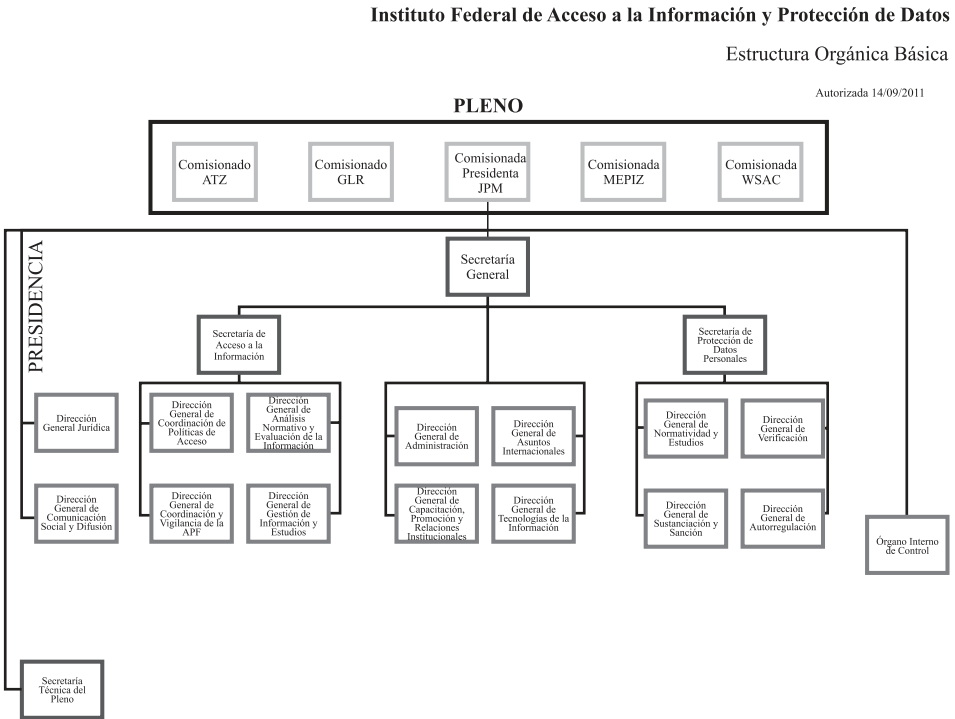 Instituto Federal de Acceso a la Información y Protección de Datos
Estructura Orgánica Básica
Autorizada 14/09/2011
PLENO
Comisionado
ATZ
Comisionado
GLR
Comisionada
Presidenta
JPM
Comisionada
MEPIZ
Comisionada
WSAC
PRESIDENCIA
Secretaría
General
Secretaría de
Acceso a la
Información
Secretaría de
Protección de
Datos
Personales
Dirección
General Jurídica
Dirección
General de
Coordinación de
Políticas de
Acceso
Dirección
General de
Análisis
Normativo y
Evaluación de la
Información
Dirección
General de
Administración
Dirección
General de
Asuntos
Internacionales
Dirección
General de
Normatividad y
Estudios
Dirección
General de
Verificación
Dirección
General de
Comunicación
Social y Difusión
Dirección
General de
Coordinación y
Vigilancia de la
APF
Dirección
General de
Gestión de
Información y
Estudios
Dirección
General de
Capacitación,
Promoción y
Relaciones
Institucionales
Dirección
General de
Tecnologías de la
Información
Dirección
General de
Sustanciación y
Sanción
Dirección
General de
Autorregulación
Órgano Interno
de Control
Secretaría
Técnica del
Pleno